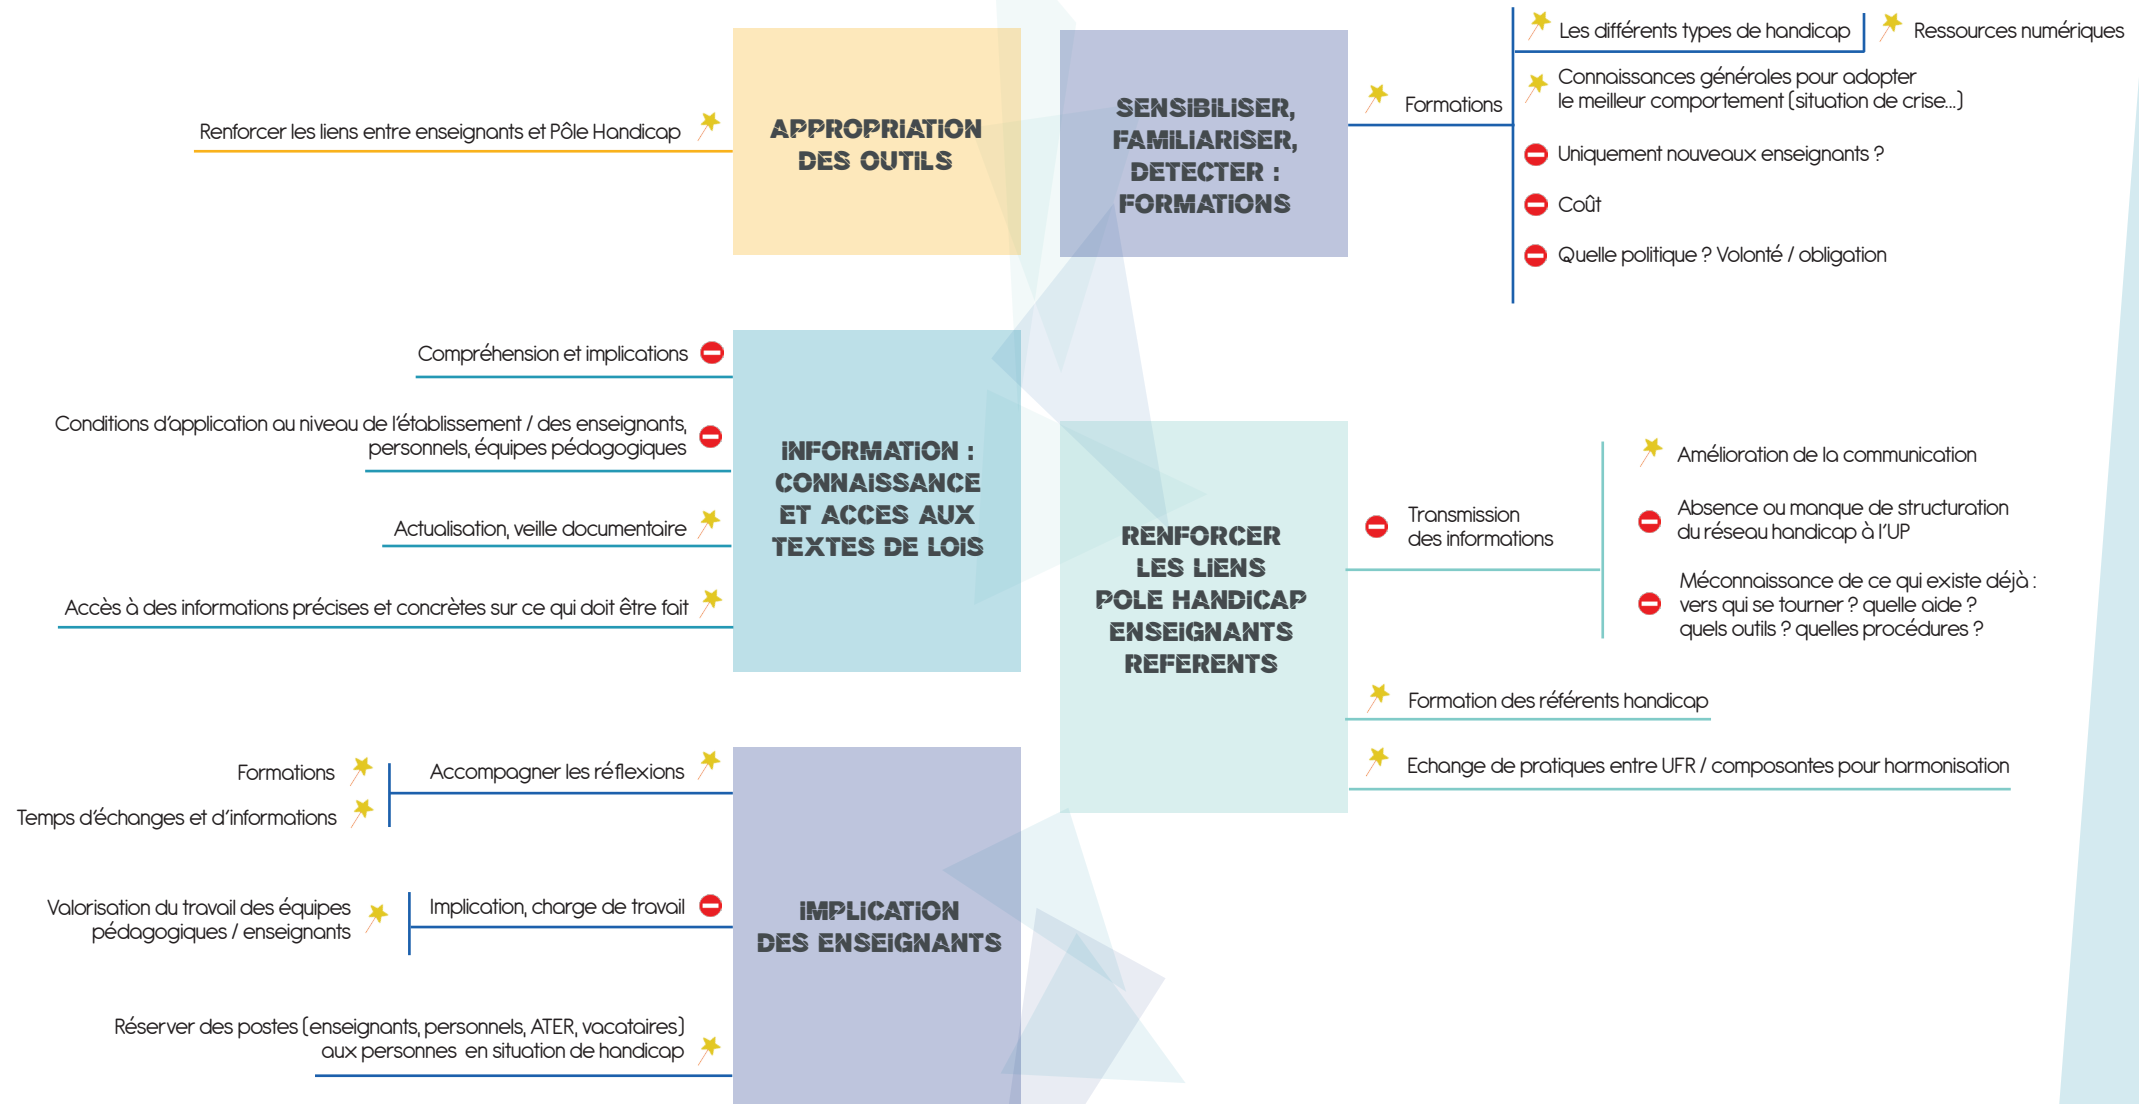 Renforcer les liens entre enseignants et Pôle Handicap
APPROPRIATION
DES OUTILS
Compréhension et implications
Conditions d'application au niveau de l'établissement / des enseignants,
personnels, équipes pédagogiques
Actualisation, veille documentaire
Accès à des informations précises et concrètes sur ce qui doit être fait
INFORMATION :
CONNAISSANCE
ET ACCES AUX
TEXTES DE LOIS
Accompagner les réflexions
Formations
Temps d'échanges et d'informations
Implication, charge de travail
Valorisation du travail des équipes
pédagogiques / enseignants
Réserver des postes (enseignants, personnels, ATER, vacataires)
aux personnes en situation de handicap
IMPLICATION
DES ENSEIGNANTS
SENSIBILISER,
FAMILIARISER,
DETECTER :
FORMATIONS
Formations
Les différents types de handicap
Ressources numériques
Connaissances générales pour adopter
le meilleur comportement (situation de crise...)
Uniquement nouveaux enseignants ?
Coût
Quelle politique ? Volonté / obligation
RENFORCER
LES LIENS
POLE HANDICAP
ENSEIGNANTS
REFERENTS
Transmission
des informations
Amélioration de la communication
Absence ou manque de structuration
du réseau handicap à l'UP
Méconnaissance de ce qui existe déjà :
vers qui se tourner ? quelle aide ?
quels outils ? quelles procédures ?
Formation des référents handicap
Echange de pratiques entre UFR / composantes pour harmonisation